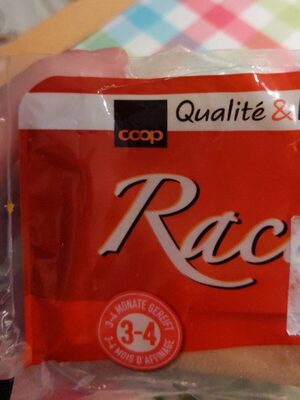 coop
Qualité &
Rac
3-4 MONATE GEREIFT
3-4
3-4 MOIS D'AFFINAGE